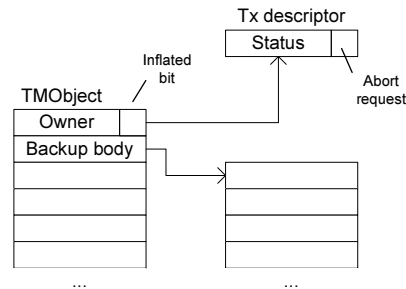 Tx descriptor
Status
Inflated
bit
Abort
request
TMObject
Owner
Backup body
...
...